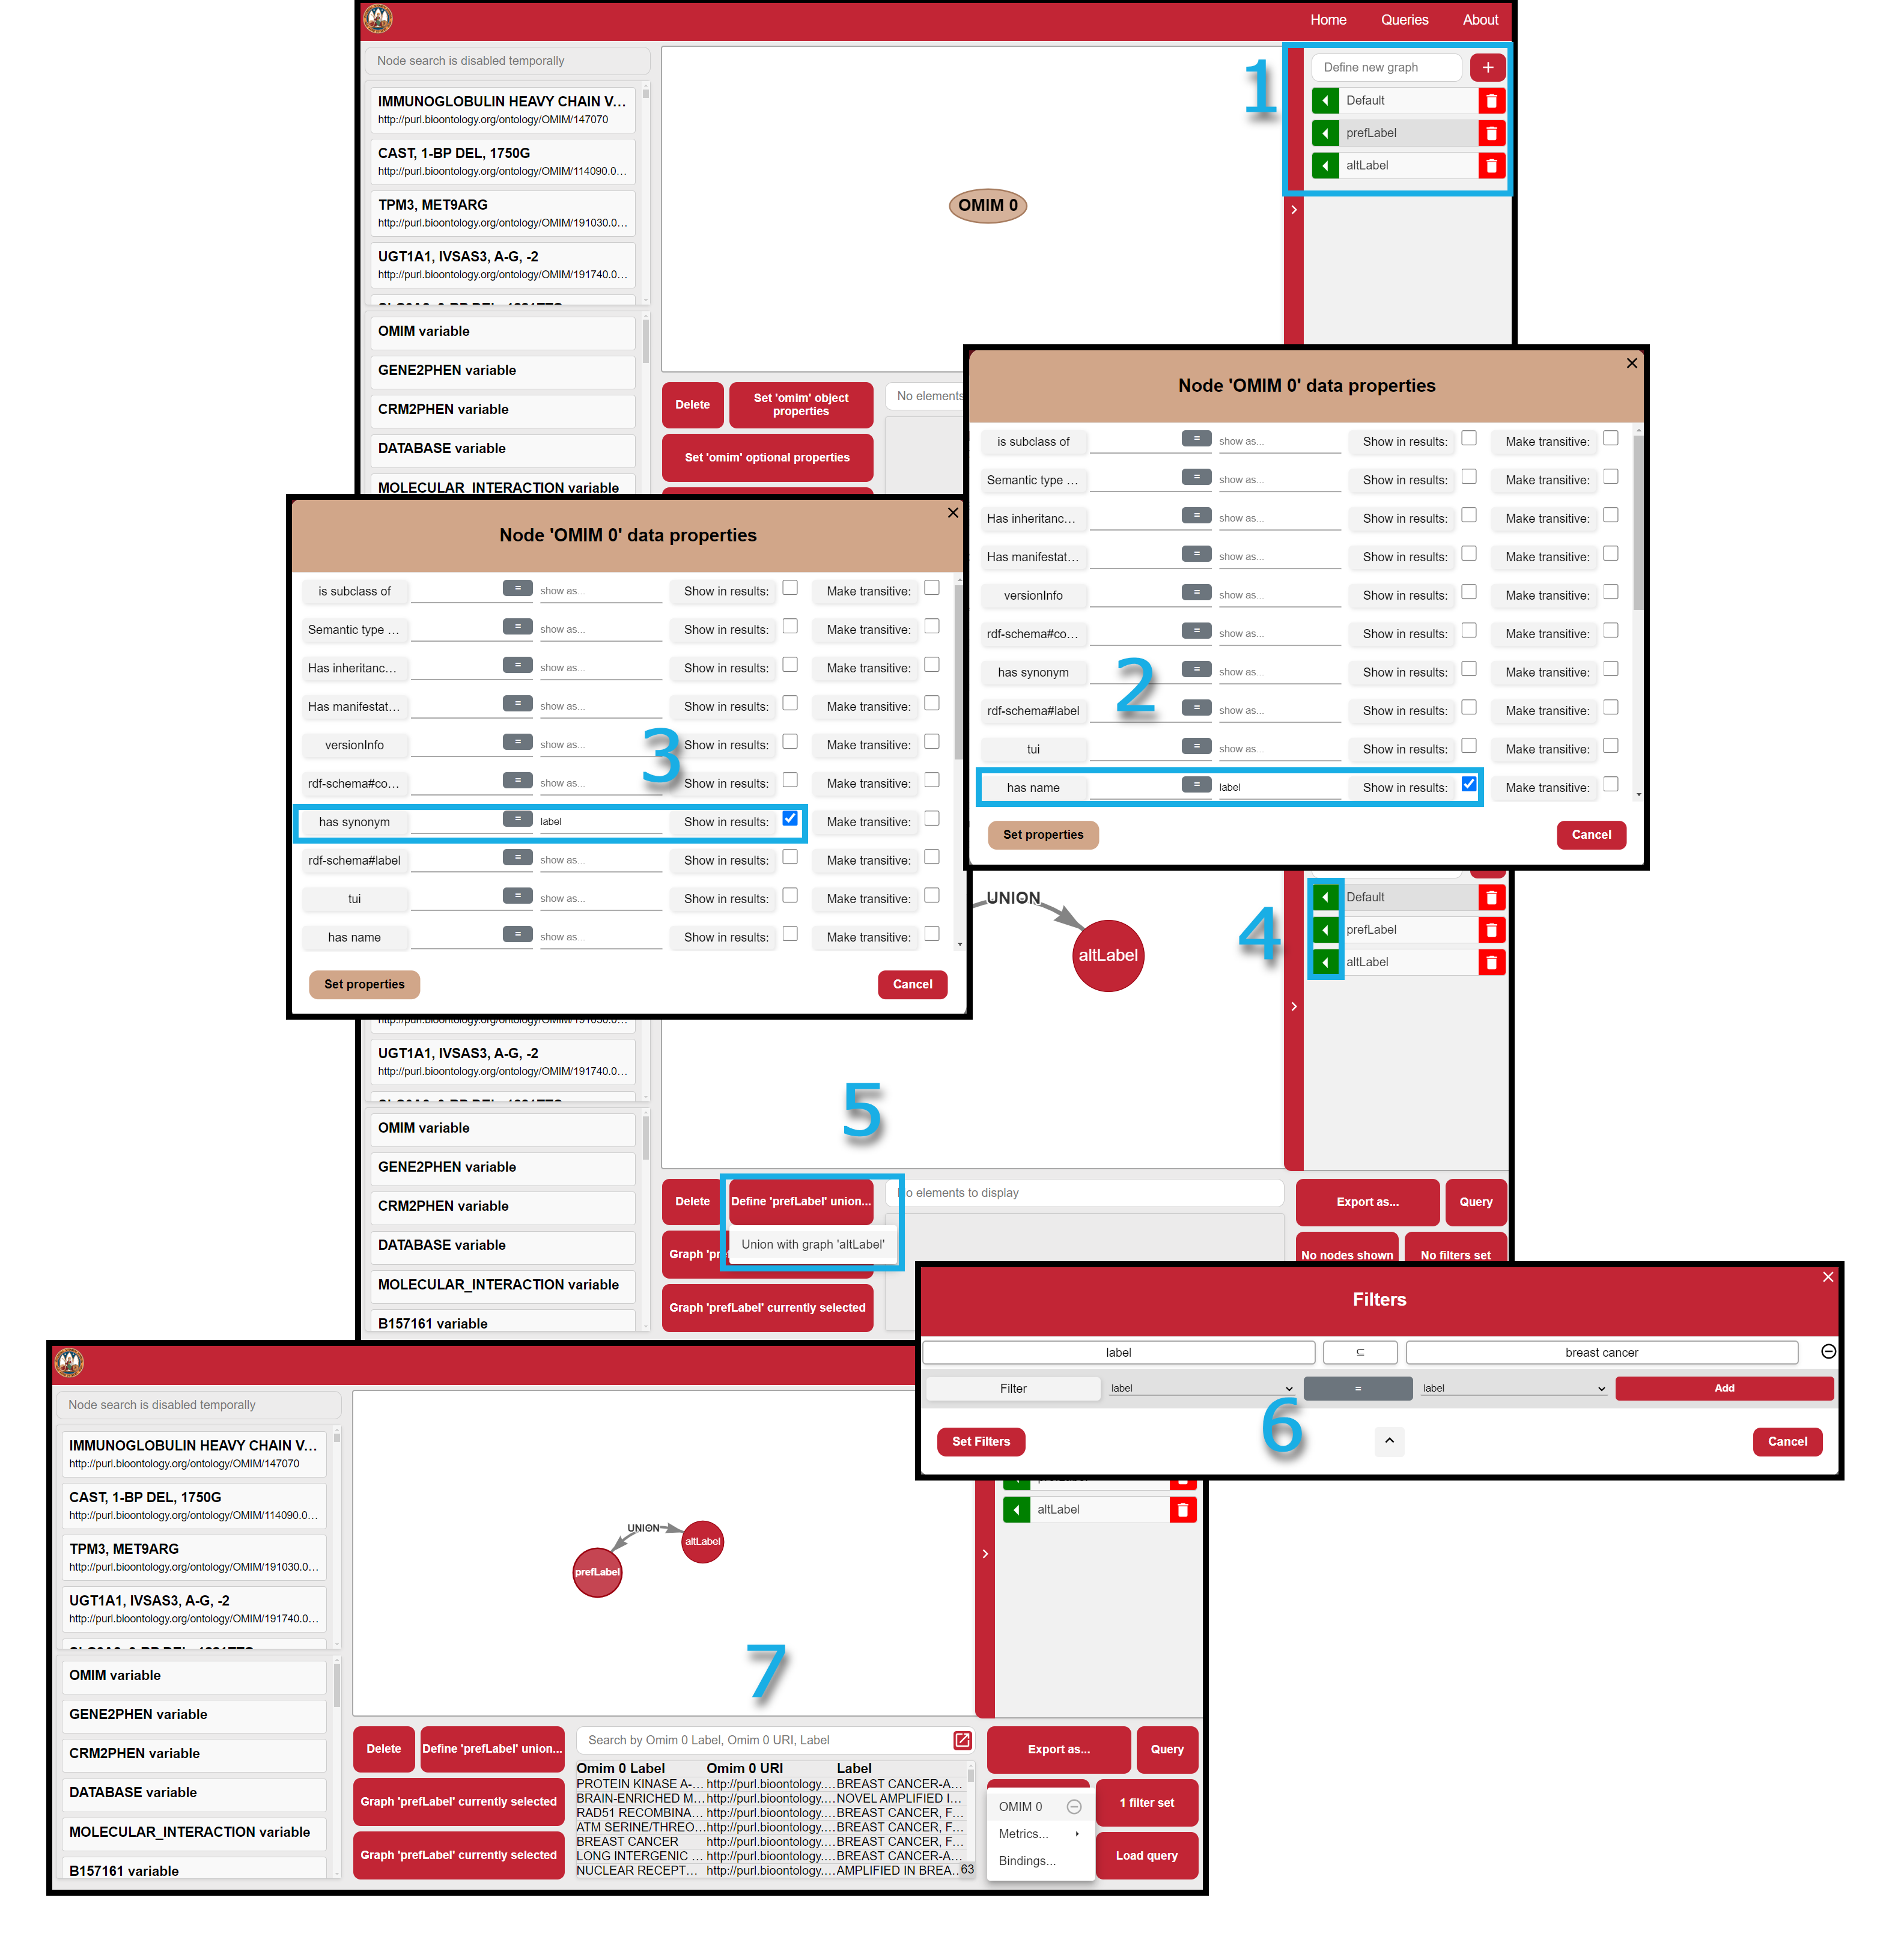 Home Queries About
Node search is disabled temporally
IMMUNOGLOBULIN HEAVY CHAIN V...
http://purl.bioontology.org/ontology/OMIM/147070
CAST, 1-BP DEL, 1750G
http://purl.bioontology.org/ontology/OMIM/114090.0...
TPM3, MET9ARG
http://purl.bioontology.org/ontology/OMIM/191030.0...
UGT1A1, IVSAS3, A-G, -2
http://purl.bioontology.org/ontology/OMIM/191740.0...
OMIM variable
GENE2PHEN variable
CRM2PHEN variable
DATABASE variable
MOLECULAR_INTERACTION variable
OMIM 0
1
Define new graph +
Default
prefLabel
altLabel
Delete
Set 'omim' object
properties
Set 'omim' optional properties
No elements
Node 'OMIM 0' data properties
is subclass of = show as... Show in results: Make transitive:
Semantic type ... = show as... Show in results: Make transitive:
Has inheritanc... = show as... Show in results: Make transitive:
Has manifestat... = show as... Show in results: Make transitive:
versionInfo = show as... Show in results: Make transitive:
rdf-schema#co... = show as... Show in results: Make transitive:
has synonym = show as... Show in results: Make transitive:
2
rdf-schema#label = show as... Show in results: Make transitive:
tui = show as... Show in results: Make transitive:
has name = label Show in results: Make transitive:
Set properties Cancel
Node 'OMIM 0' data properties
is subclass of = show as... Show in results: Make transitive:
Semantic type ... = show as... Show in results: Make transitive:
Has inheritanc... = show as... Show in results: Make transitive:
Has manifestat... = show as... Show in results: Make transitive:
versionInfo = show as... Show in results: Make transitive:
3
rdf-schema#co... = show as... Show in results: Make transitive:
has synonym = label Show in results: Make transitive:
rdf-schema#label = show as... Show in results: Make transitive:
tui = show as... Show in results: Make transitive:
has name = show as... Show in results: Make transitive:
Set properties Cancel
UNION
altLabel
4
Default
prefLabel
altLabel
http://purl.bioontology.org/ontology/OMIM/191030.0...
UGT1A1, IVSAS3, A-G, -2
http://purl.bioontology.org/ontology/OMIM/191740.0...
OMIM variable
GENE2PHEN variable
CRM2PHEN variable
DATABASE variable
MOLECULAR_INTERACTION variable
B157161 variable
5
Delete Define 'prefLabel' union...
Union with graph 'altLabel'
Graph 'pre
Graph 'prefLabel' currently selected
No elements to display
Export as... Query
No nodes shown No filters set
Filters
label ⊆ breast cancer
Filter label = label Add
6
Set Filters Cancel
Node search is disabled temporally
IMMUNOGLOBULIN HEAVY CHAIN V...
http://purl.bioontology.org/ontology/OMIM/147070
CAST, 1-BP DEL, 1750G
http://purl.bioontology.org/ontology/OMIM/114090.0...
TPM3, MET9ARG
http://purl.bioontology.org/ontology/OMIM/191030.0...
UGT1A1, IVSAS3, A-G, -2
http://purl.bioontology.org/ontology/OMIM/191740.0...
OMIM variable
GENE2PHEN variable
CRM2PHEN variable
DATABASE variable
MOLECULAR_INTERACTION variable
B157161 variable
UNION
altLabel
prefLabel
prefLabel
altLabel
7
Delete Define 'prefLabel' union...
Graph 'prefLabel' currently selected
Graph 'prefLabel' currently selected
Search by Omim 0 Label, Omim 0 URI, Label
Omim 0 Label Omim 0 URI Label
PROTEIN KINASE A-... http://purl.bioontology.... BREAST CANCER-A...
BRAIN-ENRICHED M... http://purl.bioontology.... NOVEL AMPLIFIED I...
RAD51 RECOMBINA... http://purl.bioontology.... BREAST CANCER, F...
ATM SERINE/THREO... http://purl.bioontology.... BREAST CANCER, F...
BREAST CANCER http://purl.bioontology.... BREAST CANCER, F...
LONG INTERGENIC ... http://purl.bioontology.... BREAST CANCER-A...
NUCLEAR RECEPT... http://purl.bioontology.... AMPLIFIED IN BREA...
63
Export as... Query
OMIM 0
Metrics...
Bindings...
1 filter set
Load query